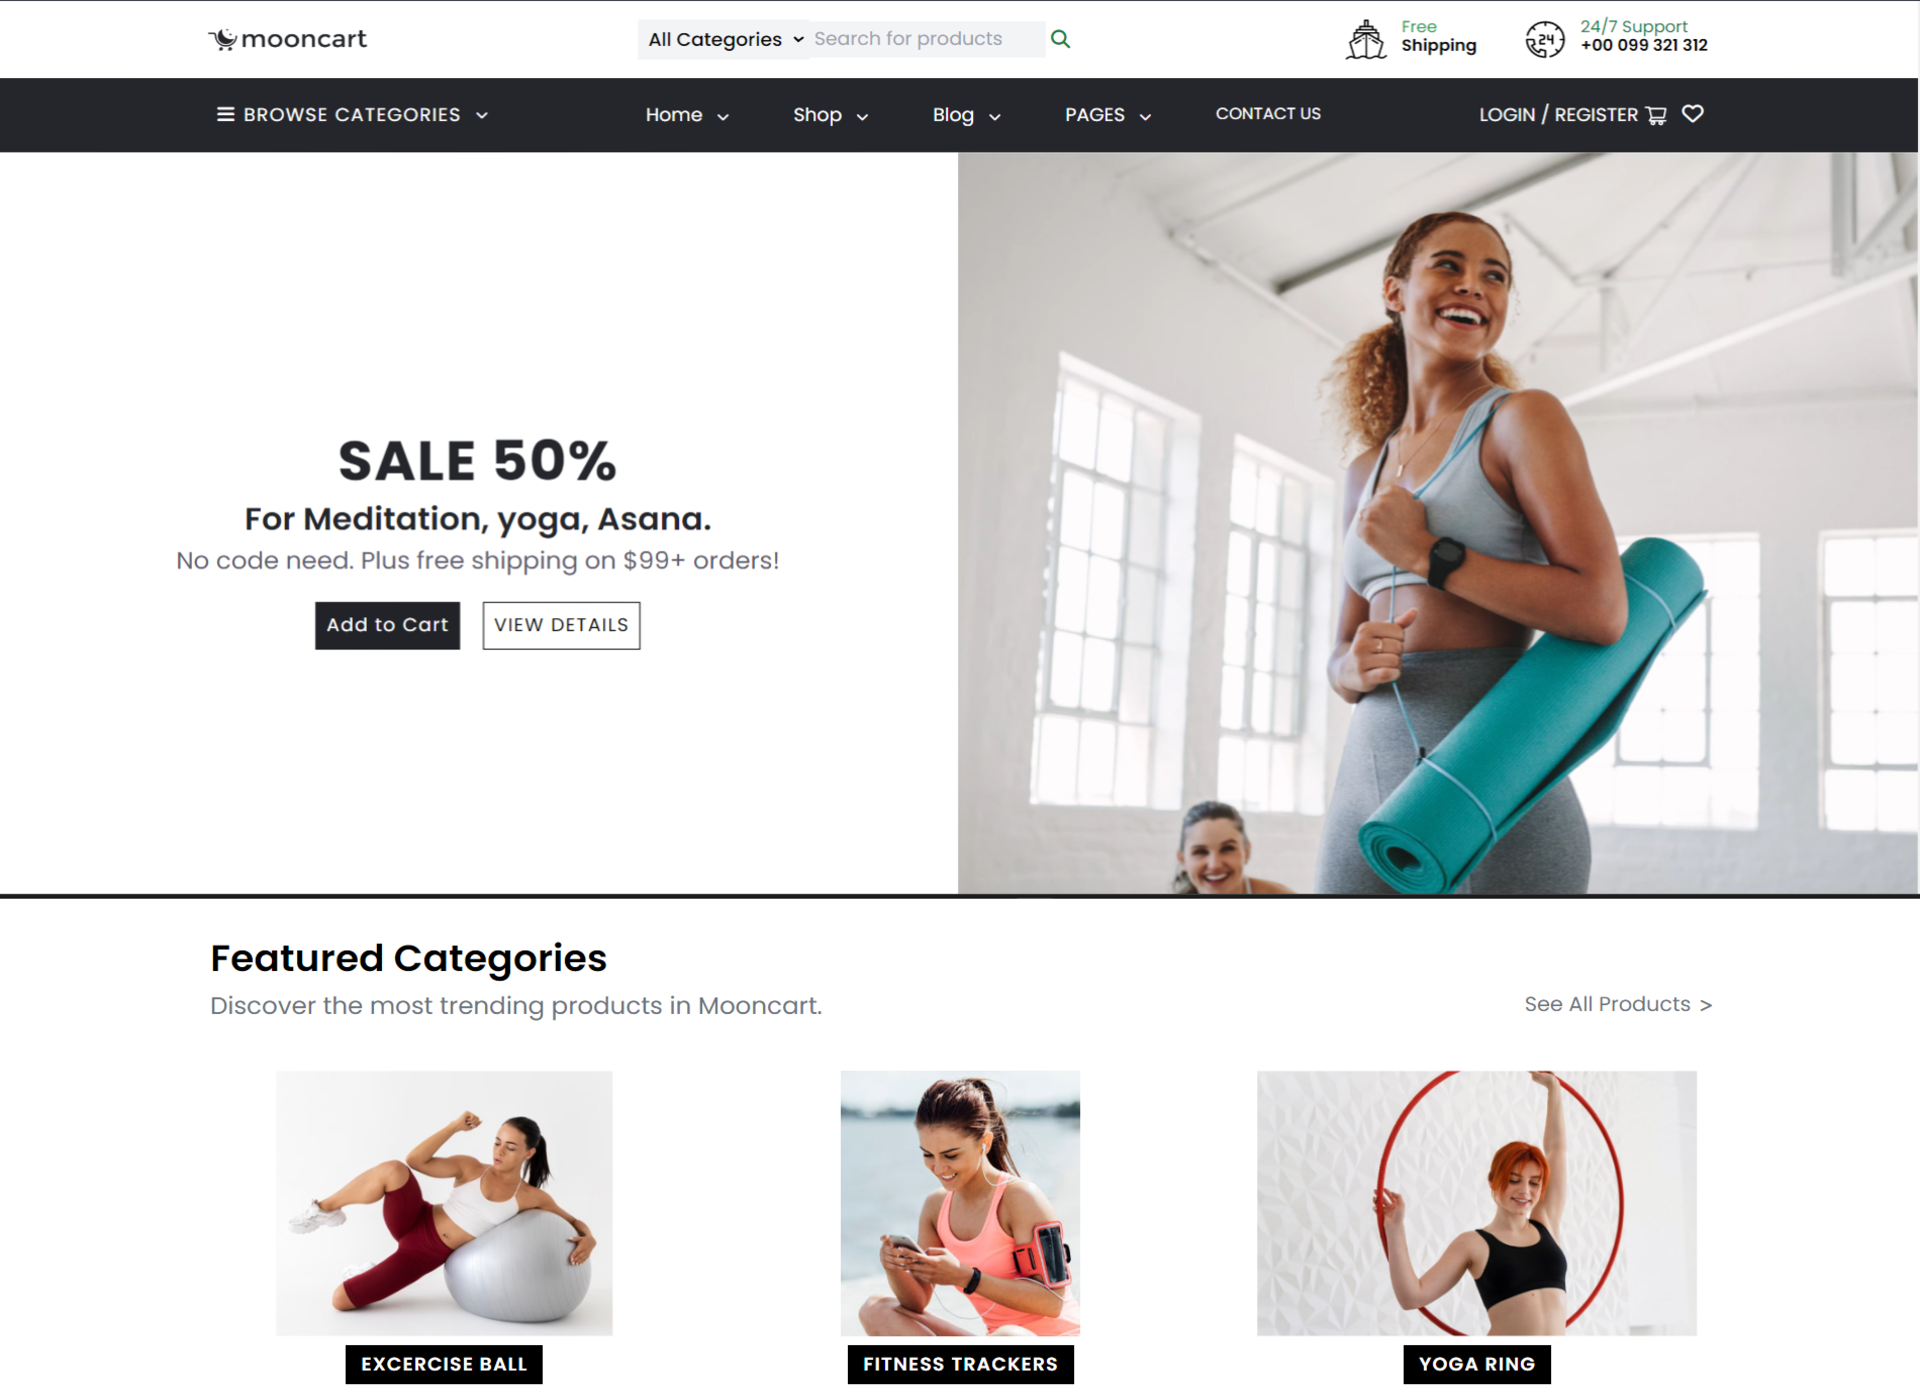 mooncart
All Categories
Search for products
Free
Shipping
24
24/7 Support
+00 099 321 312
BROWSE CATEGORIES
Home
Shop
Blog
PAGES
CONTACT US
LOGIN / REGISTER
SALE 50%
For Meditation, yoga, Asana.
No code need. Plus free shipping on $99+ orders!
Add to Cart
VIEW DETAILS
Featured Categories
Discover the most trending products in Mooncart.
See All Products >
EXCERCISE BALL
FITNESS TRACKERS
YOGA RING